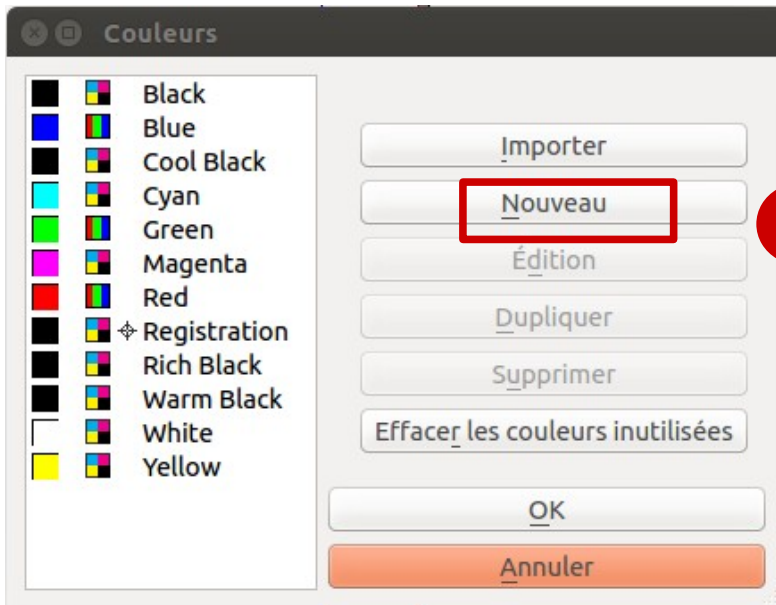 Couleurs
Black
Blue
Cool Black
Cyan
Green
Magenta
Red
Registration
Rich Black
Warm Black
White
Yellow
Importer
Nouveau
Édition
Dupliquer
Supprimer
Effacer les couleurs inutilisées
OK
Annuler